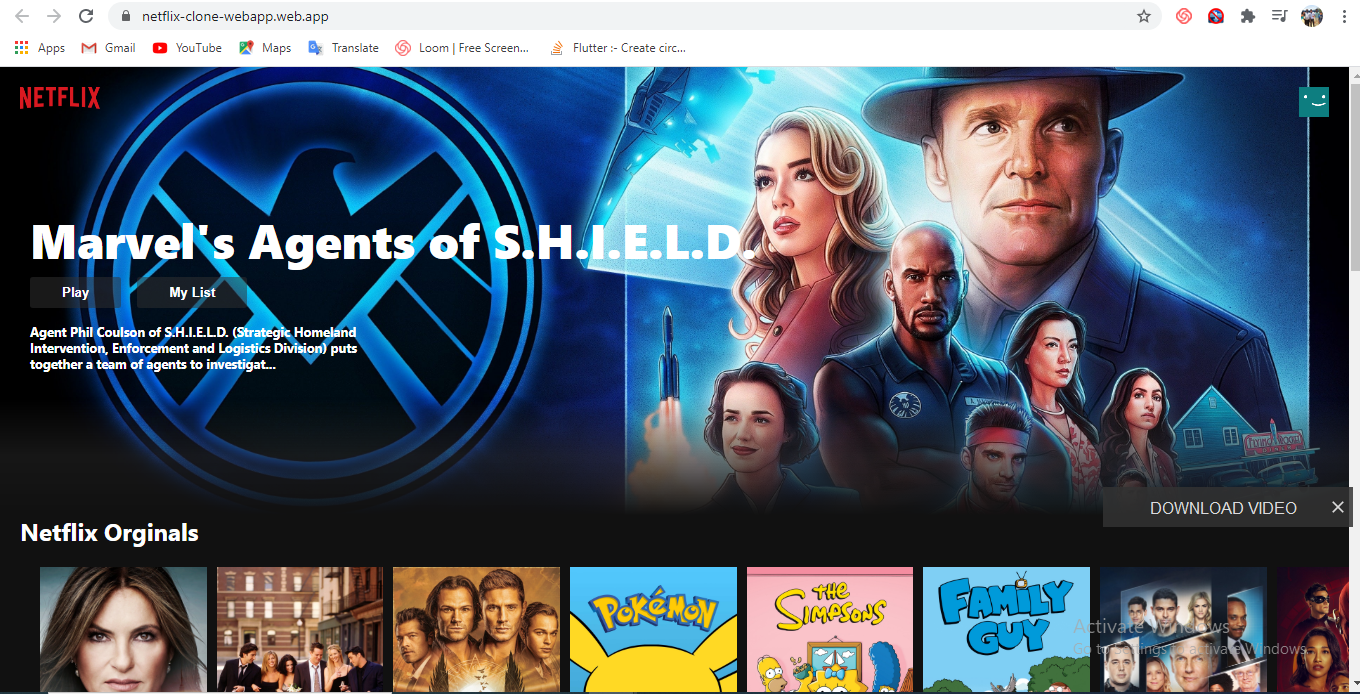 netflix-clone-webapp.web.app
Apps Gmail YouTube Maps Translate Loom | Free Screen... Flutter :- Create circ...
NETFLIX
Marvel's Agents of S.H.I.E.L.D.
Play My List
Agent Phil Coulson of S.H.I.E.L.D. (Strategic Homeland
Intervention, Enforcement and Logistics Division) puts
together a team of agents to investigat...
DOWNLOAD VIDEO
Netflix Orginals
POKéMON
THE
SIMPSONS
FAMILY
GUY
Activate Windows
Go to Settings to activate Windows.